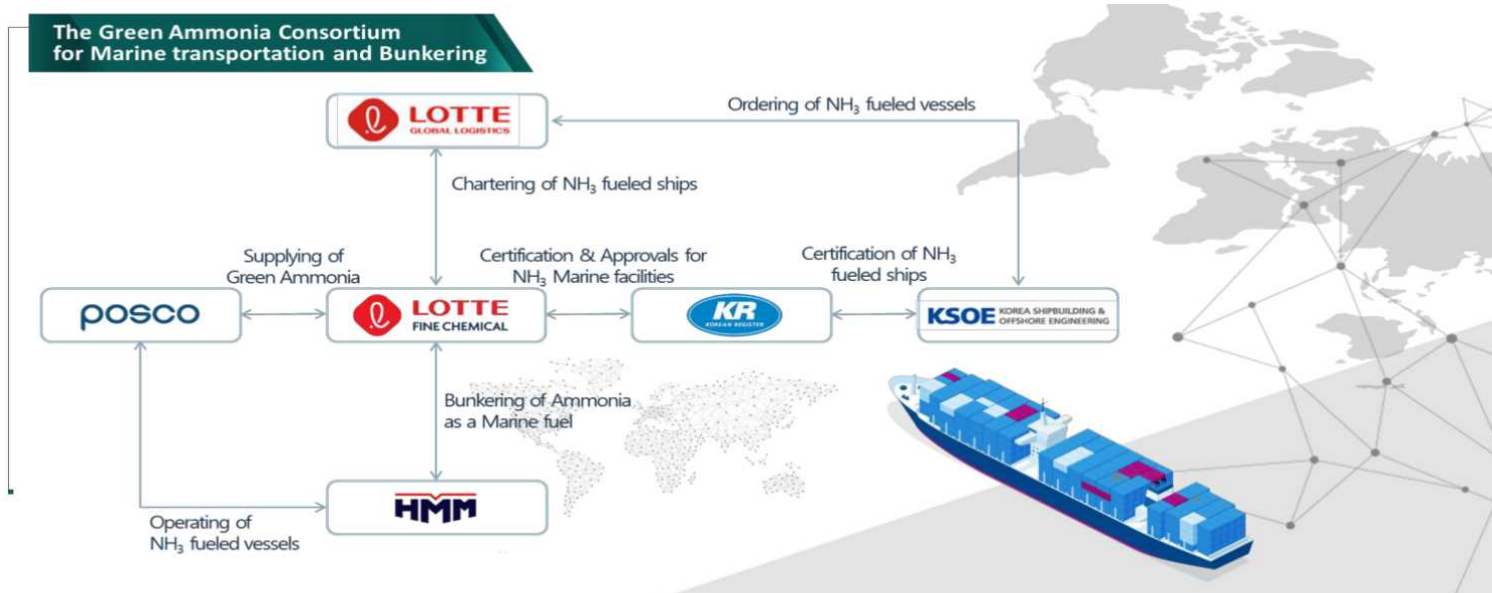 The Green Ammonia Consortium
for Marine transportation and Bunkering
LOTTE
GLOBAL LOGISTICS
Ordering of NH₃ fueled vessels
Chartering of NH₃ fueled ships
Supplying of
Green Ammonia
Certification & Approvals for
NH₃ Marine facilities
Certification of NH₃
fueled ships
posco
LOTTE
FINE CHEMICAL
KR
KOREAN REGISTER
KSOE KOREA SHIPBUILDING &
OFFSHORE ENGINEERING
Bunkering of Ammonia
as a Marine fuel
HMM
Operating of
NH₃ fueled vessels